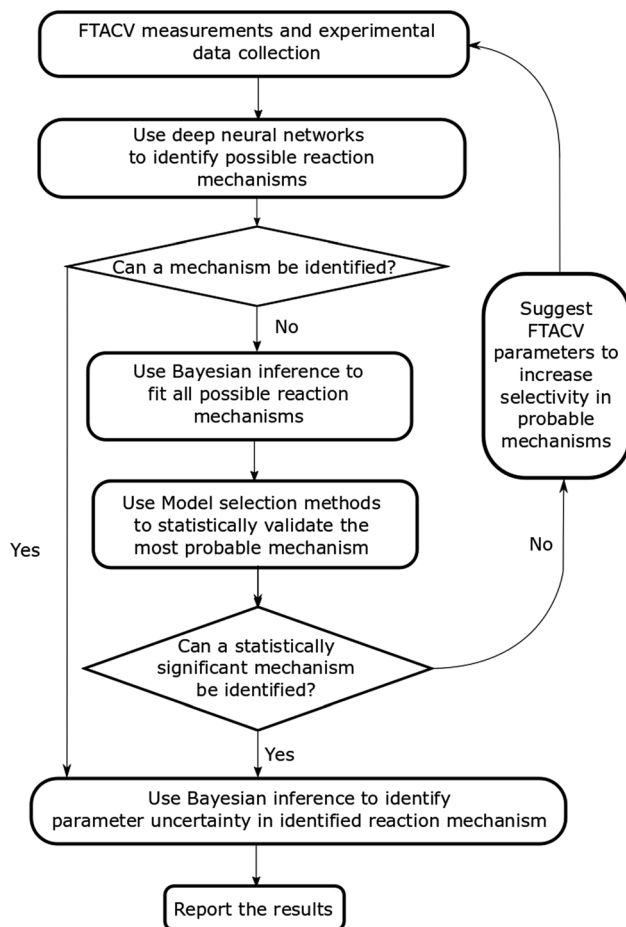 FTACV measurements and experimental
data collection
Use deep neural networks
to identify possible reaction
mechanisms
Can a mechanism be identified?
No
Use Bayesian inference to
fit all possible reaction
mechanisms
Suggest
FTACV
parameters to
increase
selectivity in
probable
mechanisms
Use Model selection methods
to statistically validate the
most probable mechanism
Yes
No
Can a statistically
significant mechanism
be identified?
Yes
Use Bayesian inference to identify
parameter uncertainty in identified reaction mechanism
Report the results